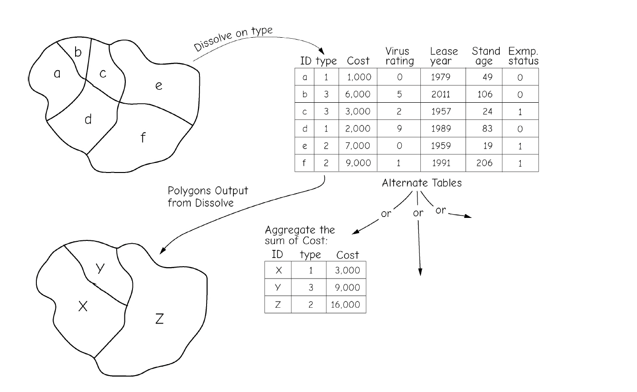 b
a
c
e
d
f
Dissolve on type
Virus Lease Stand Exmp.
ID type Cost rating year age status
a 1 1,000 0 1979 49 0
b 3 6,000 5 2011 106 0
c 3 3,000 2 1957 24 1
d 1 2,000 9 1989 83 0
e 2 7,000 0 1959 19 1
f 2 9,000 1 1991 206 1
Alternate Tables
or or or
Polygons Output
from Dissolve
Aggregate the
sum of Cost:
ID type Cost
X 1 3,000
Y 3 9,000
Z 2 16,000
Y
X
Z